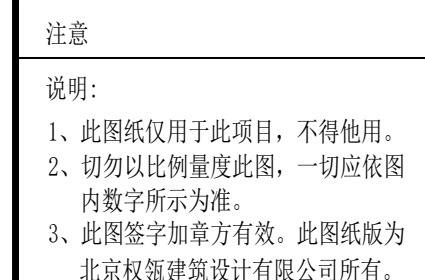 注意
说明:
1、此图纸仅用于此项目，不得他用。
2、切勿以比例量度此图，一切应依图
内数字所示为准。
3、此图签字加章方有效。此图纸版为
北京权瓴建筑设计有限公司所有。